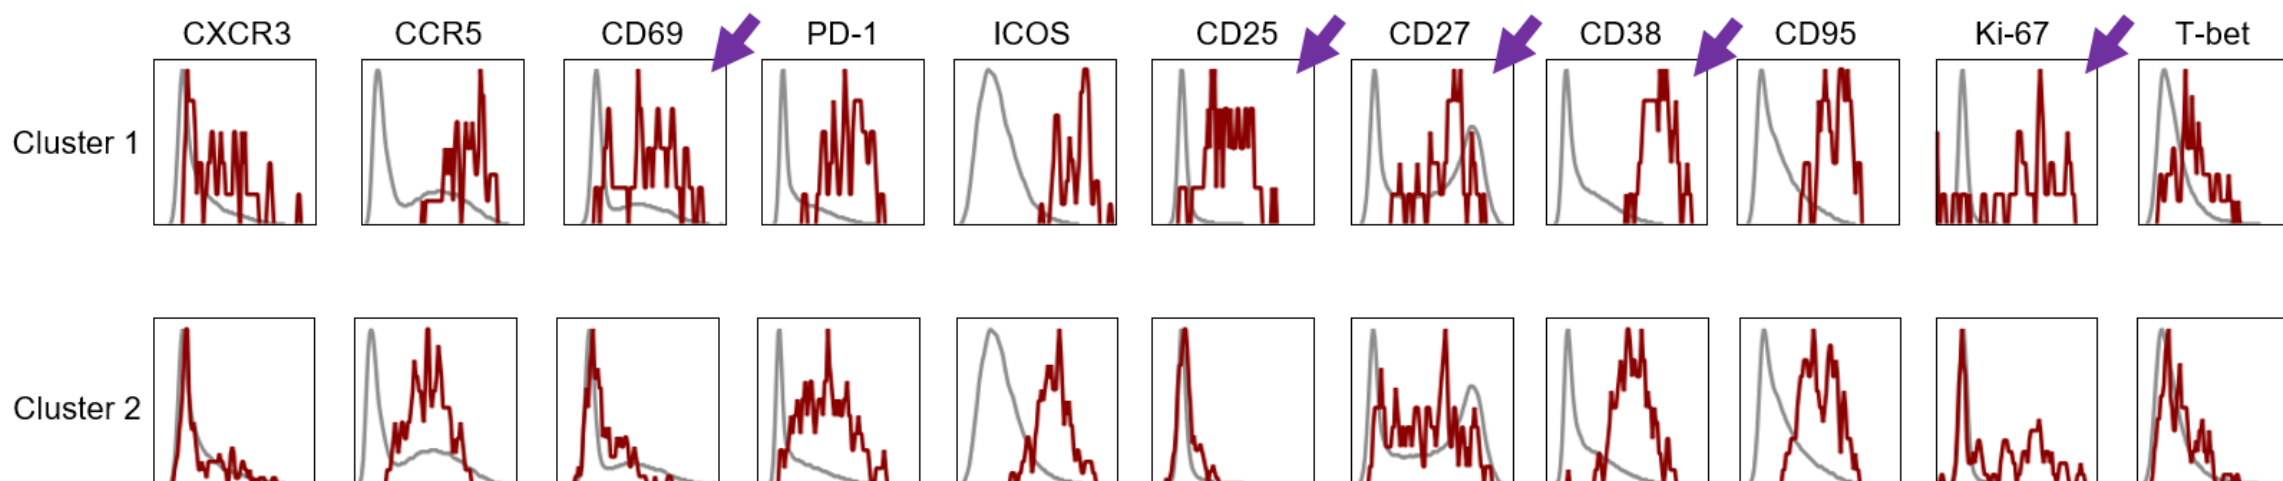 CXCR3 CCR5 CD69 PD-1 ICOS CD25 CD27 CD38 CD95 Ki-67 T-bet
Cluster 1
Cluster 2